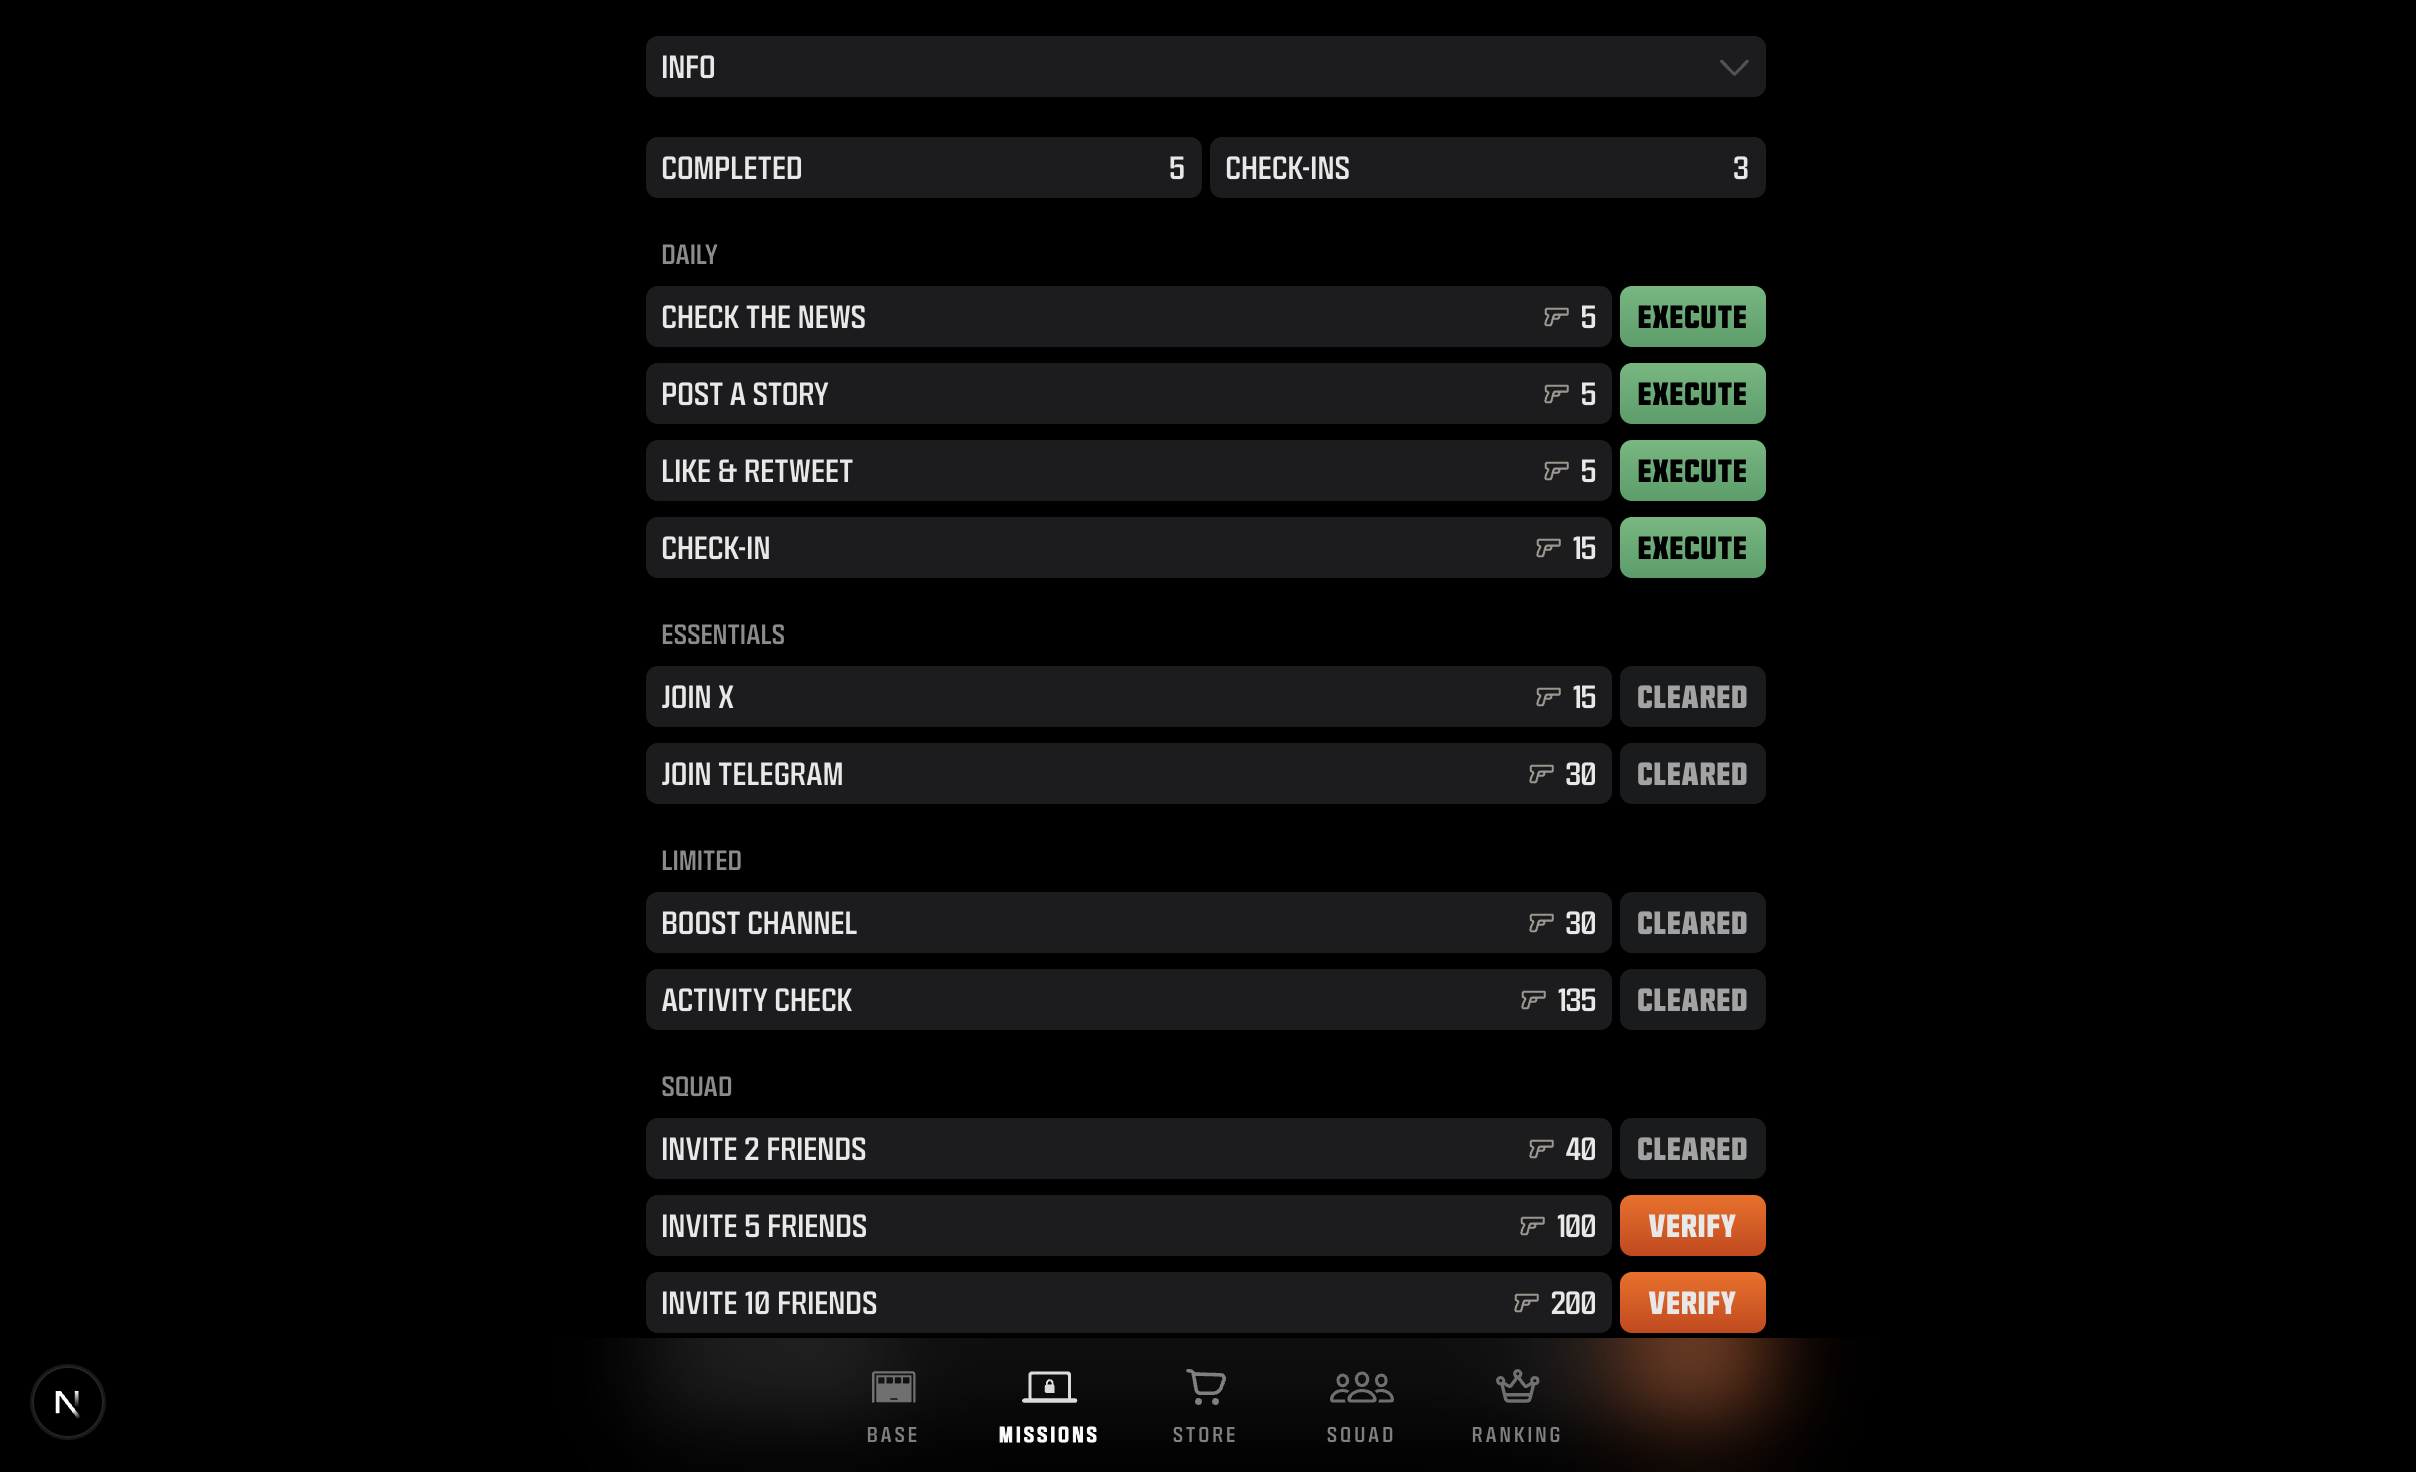 INFO
COMPLETED 5 CHECK-INS 3
DAILY
CHECK THE NEWS 5 EXECUTE
POST A STORY 5 EXECUTE
LIKE & RETWEET 5 EXECUTE
CHECK-IN 15 EXECUTE
ESSENTIALS
JOIN X 15 CLEARED
JOIN TELEGRAM 30 CLEARED
LIMITED
BOOST CHANNEL 30 CLEARED
ACTIVITY CHECK 135 CLEARED
SQUAD
INVITE 2 FRIENDS 40 CLEARED
INVITE 5 FRIENDS 100 VERIFY
INVITE 10 FRIENDS 200 VERIFY
N
BASE MISSIONS STORE SQUAD RANKING